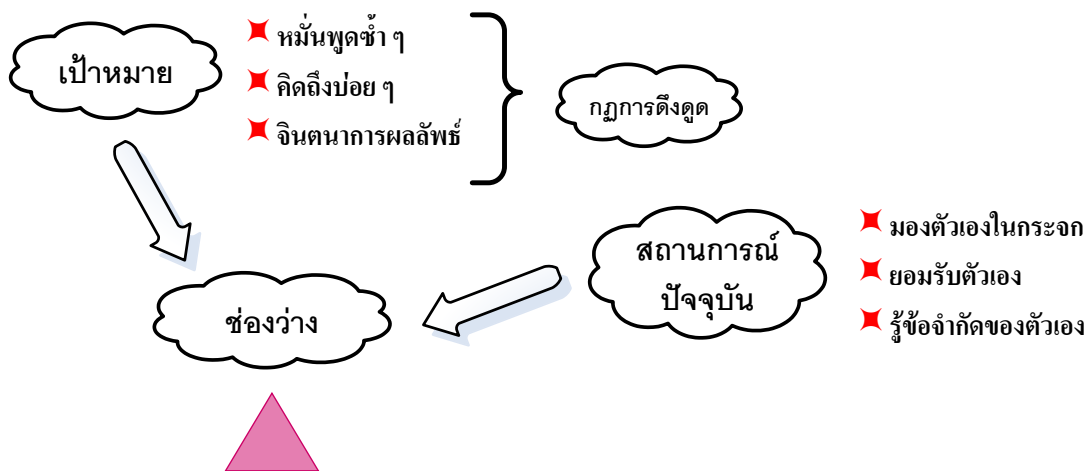 เป้าหมาย
หมั่นพูดซ้ำ ๆ
คิดถึงบ่อย ๆ
จินตนาการผลลัพธ์
กฏการดึงดูด
สถานการณ์
ปัจจุบัน
มองตัวเองในกระจก
ยอมรับตัวเอง
รู้ข้อจำกัดของตัวเอง
ช่องว่าง